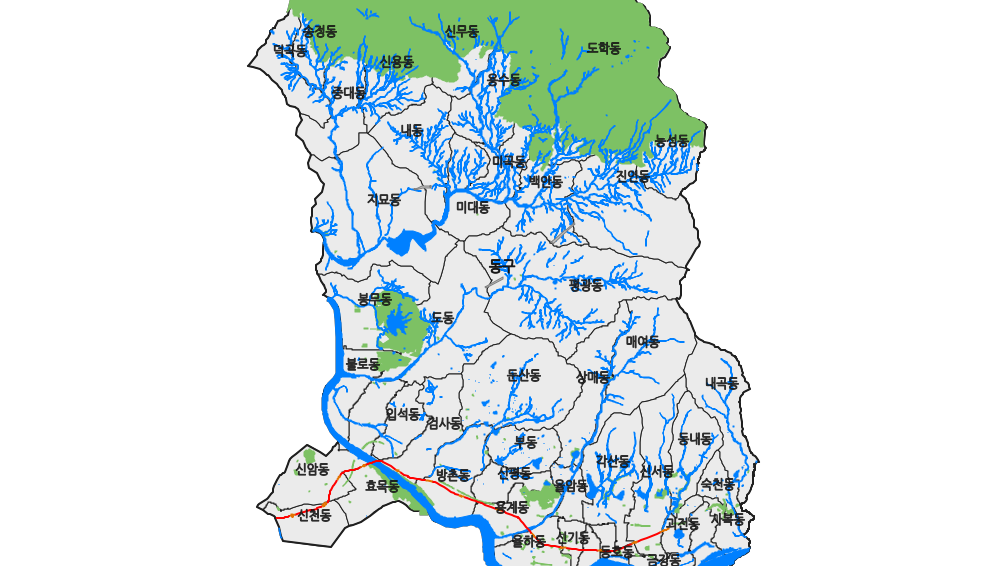 송정동
신무동
덕곡동
도학동
신용동
용수동
중대동
내동
능성동
미곡동
진인동
백안동
지묘동
미대동
동구
평광동
봉무동
도동
매여동
불로동
둔산동
상매동
내곡동
입석동
검사동
부동
동내동
각산동
신서동
신암동
방촌동
신평동
숙천동
효목동
율암동
용계동
신천동
사복동
괴전동
율하동
신기동
동호동
금강동